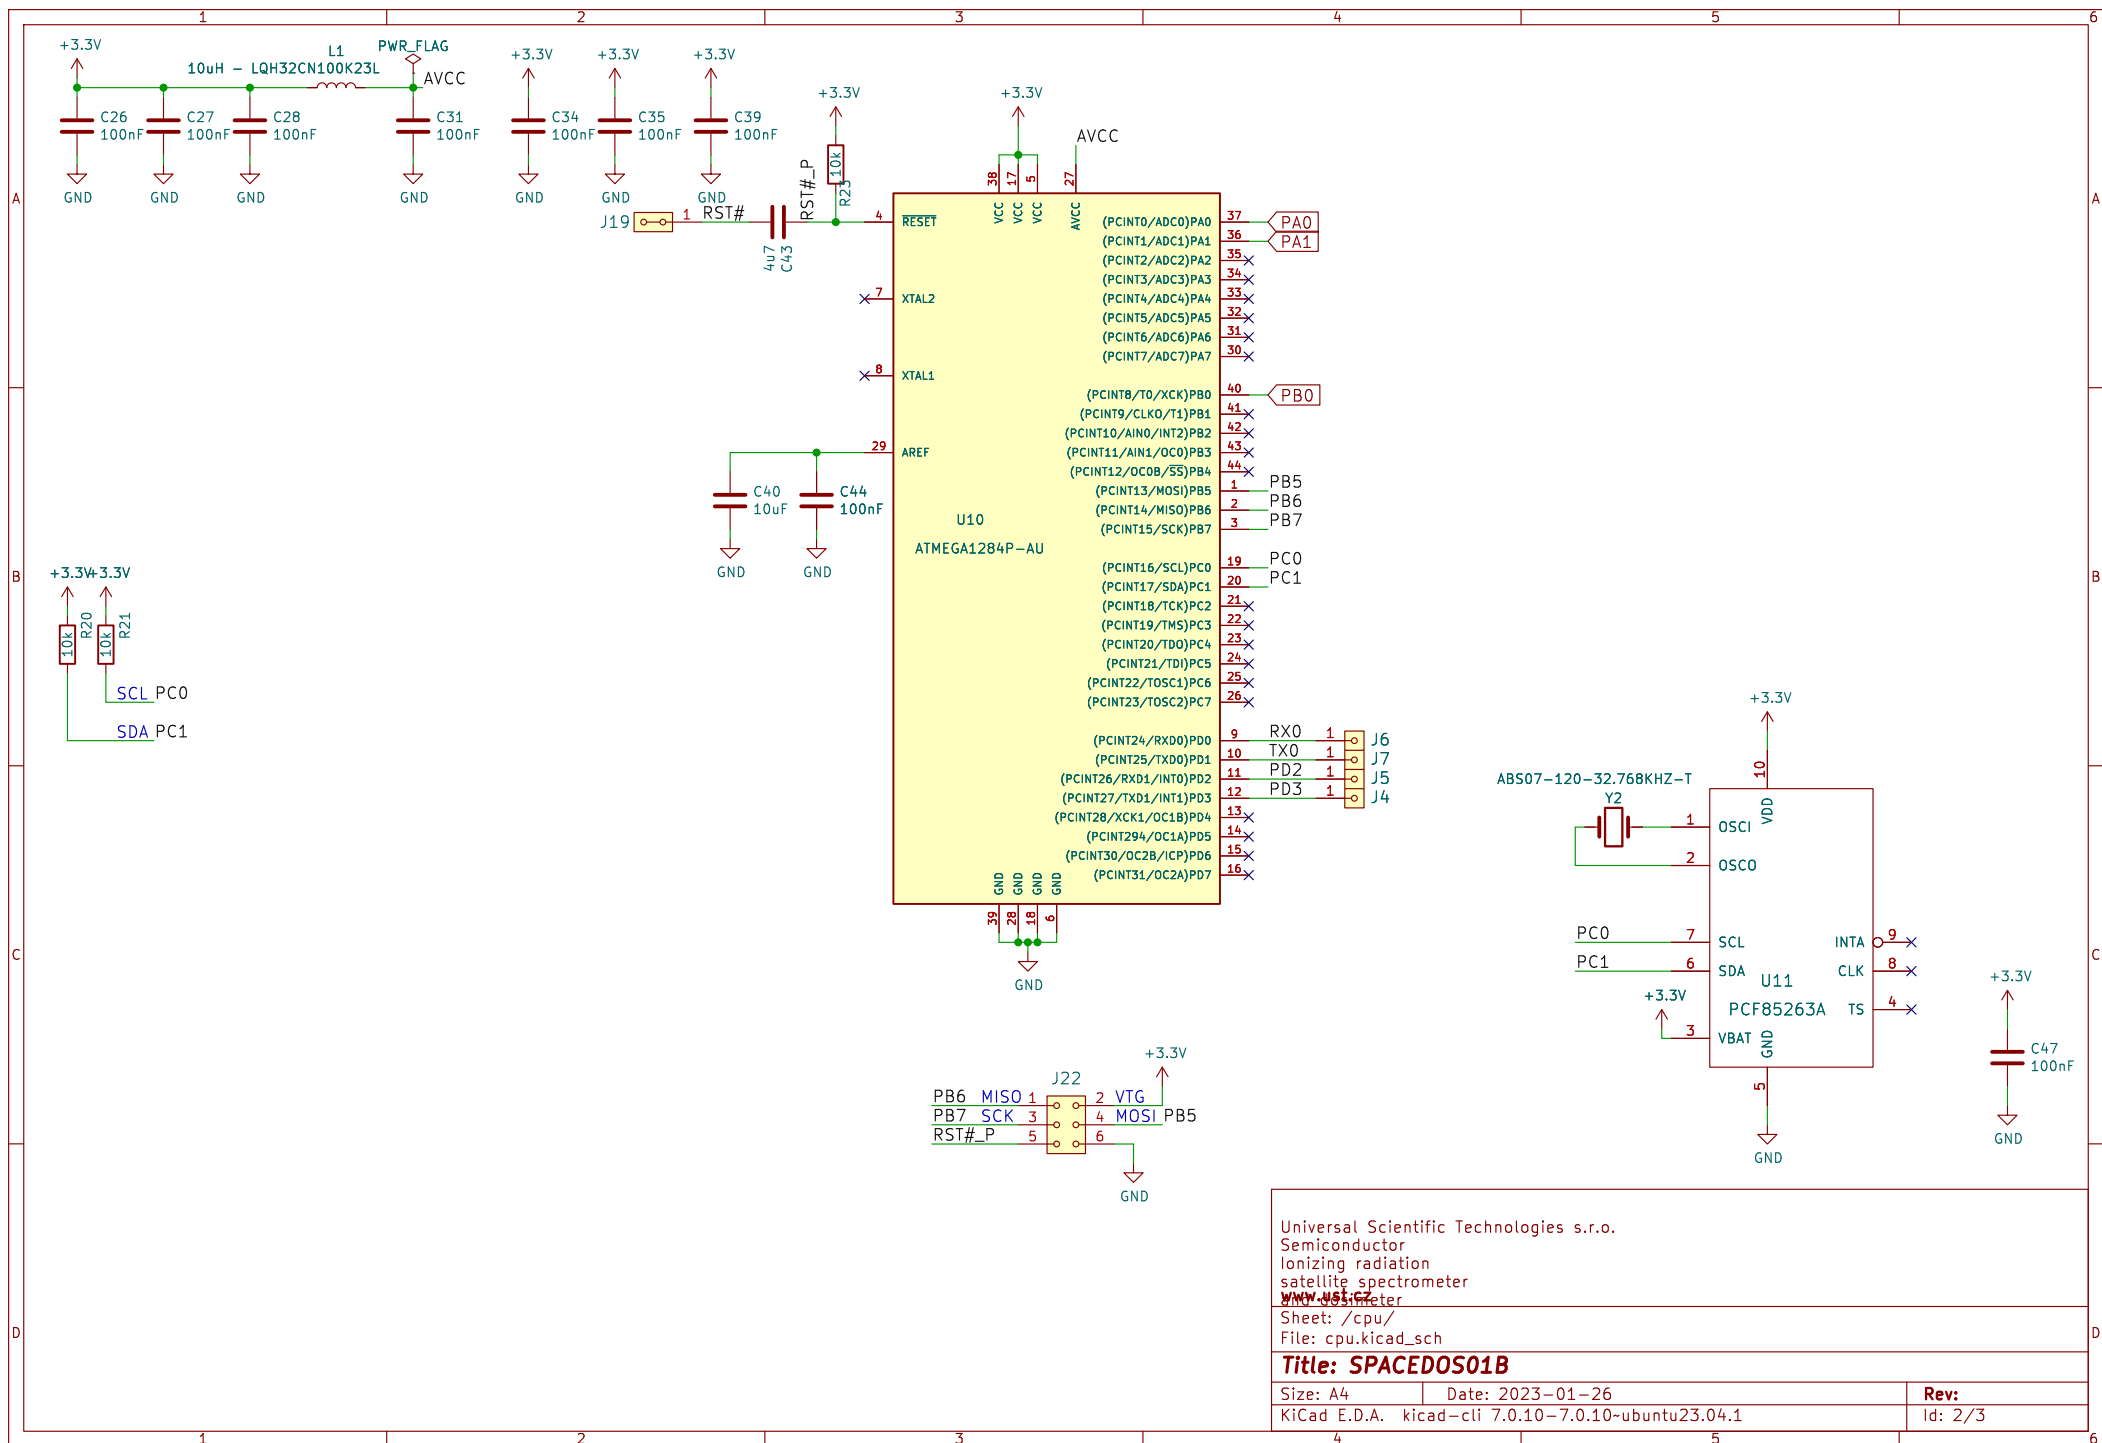 1 2 3 4 5 6
A A
B B
C C
D D
1 2 3 4 5 6
+3.3V
L1
10uH - LQH32CN100K23L
PWR_FLAG
AVCC
C26
100nF
GND
C27
100nF
GND
C28
100nF
GND
C31
100nF
GND
+3.3V
C34
100nF
GND
+3.3V
C35
100nF
GND
+3.3V
C39
100nF
GND
+3.3V
10k
R23
RST#_P
J19
1
RST#
4u7
C43
+3.3V
AVCC
38 17 5 27
VCC VCC VCC AVCC
4 RESET
7 XTAL2
8 XTAL1
29 AREF
C40
10uF
GND
C44
100nF
GND
U10
ATMEGA1284P-AU
(PCINT0/ADC0)PA0 37 PA0
(PCINT1/ADC1)PA1 36 PA1
(PCINT2/ADC2)PA2 35
(PCINT3/ADC3)PA3 34
(PCINT4/ADC4)PA4 33
(PCINT5/ADC5)PA5 32
(PCINT6/ADC6)PA6 31
(PCINT7/ADC7)PA7 30
(PCINT8/T0/XCK)PB0 40 PB0
(PCINT9/CLKO/T1)PB1 41
(PCINT10/AIN0/INT2)PB2 42
(PCINT11/AIN1/OC0)PB3 43
(PCINT12/OC0B/SS)PB4 44
(PCINT13/MOSI)PB5 1 PB5
(PCINT14/MISO)PB6 2 PB6
(PCINT15/SCK)PB7 3 PB7
(PCINT16/SCL)PC0 19 PC0
(PCINT17/SDA)PC1 20 PC1
(PCINT18/TCK)PC2 21
(PCINT19/TMS)PC3 22
(PCINT20/TDO)PC4 23
(PCINT21/TDI)PC5 24
(PCINT22/TOSC1)PC6 25
(PCINT23/TOSC2)PC7 26
(PCINT24/RXD0)PD0 9 RX0 1 J6
(PCINT25/TXD0)PD1 10 TX0 1 J7
(PCINT26/RXD1/INT0)PD2 11 PD2 1 J5
(PCINT27/TXD1/INT1)PD3 12 PD3 1 J4
(PCINT28/XCK1/OC1B)PD4 13
(PCINT294/OC1A)PD5 14
(PCINT30/OC2B/ICP)PD6 15
(PCINT31/OC2A)PD7 16
GND GND GND GND
39 28 18 6
GND
+3.3V +3.3V
10k R20
10k R21
SCL PC0
SDA PC1
+3.3V
ABS07-120-32.768KHZ-T
Y2
10
VDD
1 OSCI
2 OSCO
PC0 7 SCL
PC1 6 SDA
INTA 9
CLK 8
U11
PCF85263A
TS 4
+3.3V
3 VBAT
GND
5
GND
+3.3V
C47
100nF
GND
+3.3V
J22
PB6 MISO 1 2 VTG
PB7 SCK 3 4 MOSI PB5
RST#_P 5 6
GND
Universal Scientific Technologies s.r.o.
Semiconductor
Ionizing radiation
satellite spectrometer
www.ust.cz
and dosimeter
Sheet: /cpu/
File: cpu.kicad_sch
Title: SPACEDOS01B
Size: A4 Date: 2023-01-26 Rev:
KiCad E.D.A. kicad-cli 7.0.10-7.0.10~ubuntu23.04.1 Id: 2/3